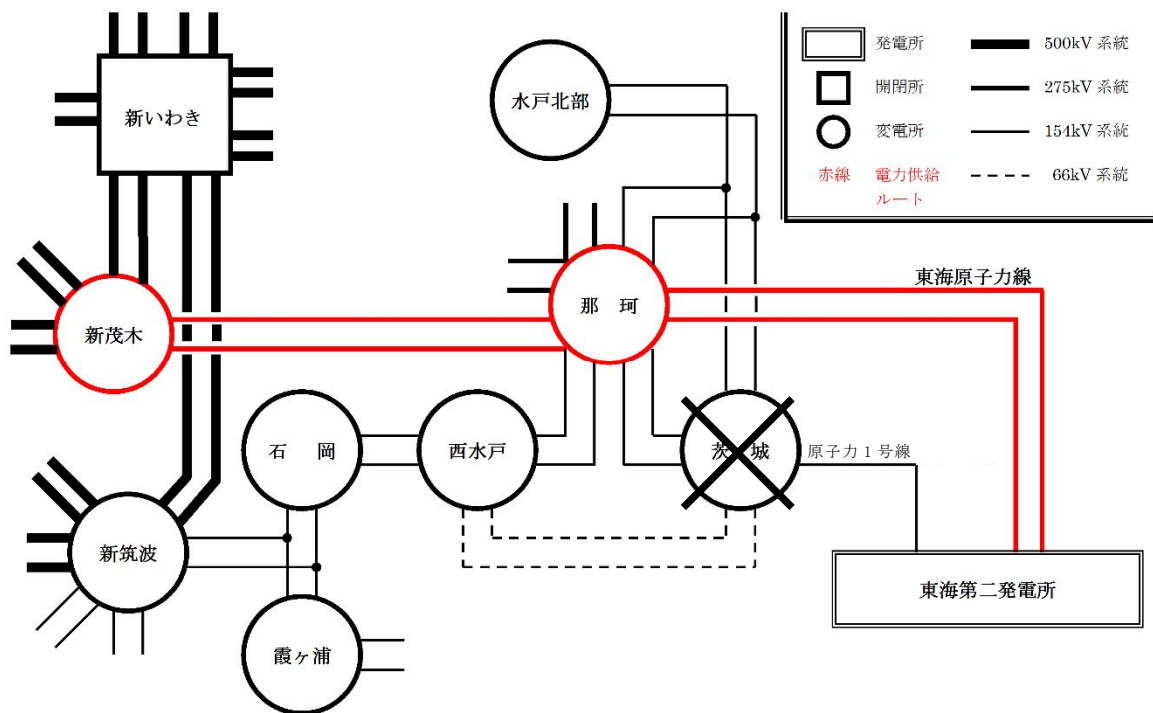 発電所
500kV 系統
開閉所
275kV 系統
変電所
154kV 系統
赤線
電力供給
ルート
66kV 系統
新いわき
水戸北部
東海原子力線
那 珂
新茂木
石 岡
西水戸
茨 城
原子力１号線
新筑波
東海第二発電所
霞ヶ浦